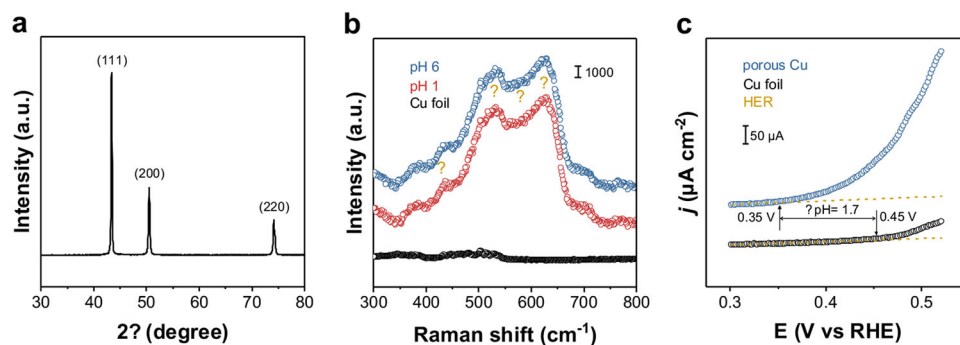 a
(111)
(200)
(220)
Intensity (a.u.)
30 40 50 60 70 80
2? (degree)
b
pH 6
pH 1
Cu foil
1000
?
?
?
?
Intensity (a.u.)
300 400 500 600 700 800
Raman shift (cm-1)
c
porous Cu
Cu foil
HER
50 µA
j (µA cm-2)
0.35 V
? pH= 1.7
0.45 V
0.3 0.4 0.5
E (V vs RHE)